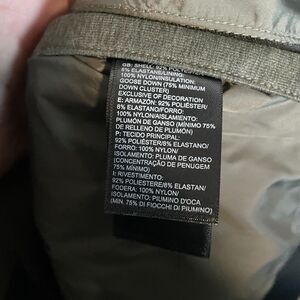 GB: SHELL: 92%
8% ELASTANE/LINING:
100% NYLON/INSULATION:
GOOSE DOWN (75% MINIMUM
DOWN CLUSTER)
EXCLUSIVE OF DECORATION
E: ARMAZÓN: 92% POLIÉSTER/
8% ELASTANO/FORRO:
100% NYLON/AISLAMIENTO:
PLUMÓN DE GANSO (MÍNIMO 75%
DE RELLENO DE PLUMÓN)
P: TECIDO PRINCIPAL:
92% POLIÉSTER/8% ELASTANO/
FORRO: 100% NYLON/
ISOLAMENTO: PLUMA DE GANSO
(CONCENTRAÇÃO DE PENUGEM
75% MÍNIMO)
I: RIVESTIMENTO:
92% POLIESTERE/8% ELASTAN/
FODERA: 100% NYLON/
ISOLAMENTO: PIUMINO D'OCA
(MIN. 75% DI FIOCCHI DI PIUMINO)